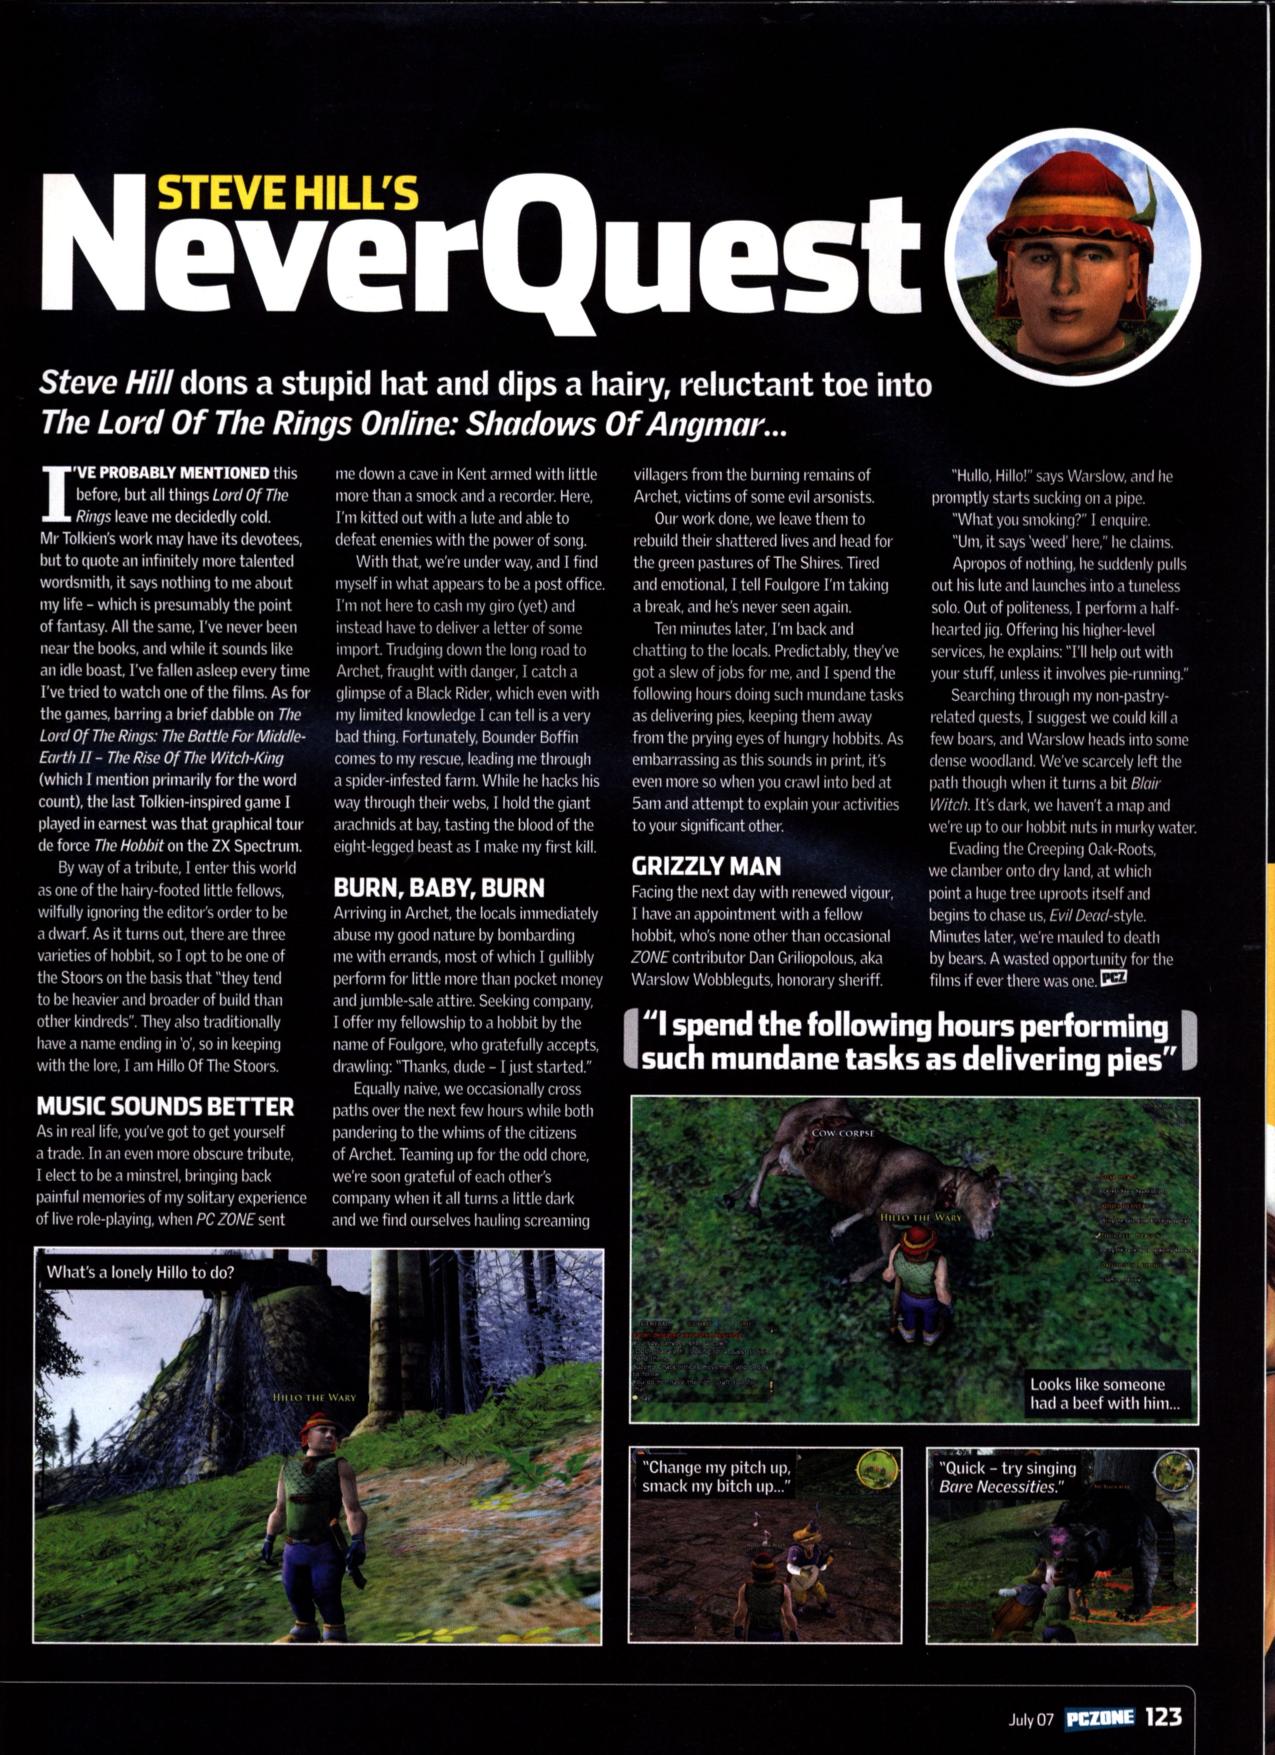 STEVE HILL'S
NeverQuest
Steve Hill dons a stupid hat and dips a hairy, reluctant toe into
The Lord Of The Rings Online: Shadows Of Angmar...
I'VE PROBABLY MENTIONED this
before, but all things Lord Of The
Rings leave me decidedly cold.
Mr Tolkien's work may have its devotees,
but to quote an infinitely more talented
wordsmith, it says nothing to me about
my life – which is presumably the point
of fantasy. All the same, I've never been
near the books, and while it sounds like
an idle boast, I've fallen asleep every time
I've tried to watch one of the films. As for
the games, barring a brief dabble on The
Lord Of The Rings: The Battle For Middle-
Earth II – The Rise Of The Witch-King
(which I mention primarily for the word
count), the last Tolkien-inspired game I
played in earnest was that graphical tour
de force The Hobbit on the ZX Spectrum.
By way of a tribute, I enter this world
as one of the hairy-footed little fellows,
wilfully ignoring the editor's order to be
a dwarf. As it turns out, there are three
varieties of hobbit, so I opt to be one of
the Stoors on the basis that "they tend
to be heavier and broader of build than
other kindreds". They also traditionally
have a name ending in 'o', so in keeping
with the lore, I am Hillo Of The Stoors.
MUSIC SOUNDS BETTER
As in real life, you've got to get yourself
a trade. In an even more obscure tribute,
I elect to be a minstrel, bringing back
painful memories of my solitary experience
of live role-playing, when PC ZONE sent
me down a cave in Kent armed with little
more than a smock and a recorder. Here,
I'm kitted out with a lute and able to
defeat enemies with the power of song.
With that, we're under way, and I find
myself in what appears to be a post office.
I'm not here to cash my giro (yet) and
instead have to deliver a letter of some
import. Trudging down the long road to
Archet, fraught with danger, I catch a
glimpse of a Black Rider, which even with
my limited knowledge I can tell is a very
bad thing. Fortunately, Bounder Boffin
comes to my rescue, leading me through
a spider-infested farm. While he hacks his
way through their webs, I hold the giant
arachnids at bay, tasting the blood of the
eight-legged beast as I make my first kill.
BURN, BABY, BURN
Arriving in Archet, the locals immediately
abuse my good nature by bombarding
me with errands, most of which I gullibly
perform for little more than pocket money
and jumble-sale attire. Seeking company,
I offer my fellowship to a hobbit by the
name of Foulgore, who gratefully accepts,
drawling: "Thanks, dude – I just started."
Equally naive, we occasionally cross
paths over the next few hours while both
pandering to the whims of the citizens
of Archet. Teaming up for the odd chore,
we're soon grateful of each other's
company when it all turns a little dark
and we find ourselves hauling screaming
villagers from the burning remains of
Archet, victims of some evil arsonists.
Our work done, we leave them to
rebuild their shattered lives and head for
the green pastures of The Shires. Tired
and emotional, I tell Foulgore I'm taking
a break, and he's never seen again.
Ten minutes later, I'm back and
chatting to the locals. Predictably, they've
got a slew of jobs for me, and I spend the
following hours doing such mundane tasks
as delivering pies, keeping them away
from the prying eyes of hungry hobbits. As
embarrassing as this sounds in print, it's
even more so when you crawl into bed at
5am and attempt to explain your activities
to your significant other.
GRIZZLY MAN
Facing the next day with renewed vigour,
I have an appointment with a fellow
hobbit, who's none other than occasional
ZONE contributor Dan Griliopolous, aka
Warslow Wobbleguts, honorary sheriff.
"Hullo, Hillo!" says Warslow, and he
promptly starts sucking on a pipe.
"What you smoking?" I enquire.
"Um, it says 'weed' here," he claims.
Apropos of nothing, he suddenly pulls
out his lute and launches into a tuneless
solo. Out of politeness, I perform a half-
hearted jig. Offering his higher-level
services, he explains: "I'll help out with
your stuff, unless it involves pie-running."
Searching through my non-pastry-
related quests, I suggest we could kill a
few boars, and Warslow heads into some
dense woodland. We've scarcely left the
path though when it turns a bit Blair
Witch. It's dark, we haven't a map and
we're up to our hobbit nuts in murky water.
Evading the Creeping Oak-Roots,
we clamber onto dry land, at which
point a huge tree uproots itself and
begins to chase us, Evil Dead-style.
Minutes later, we're mauled to death
by bears. A wasted opportunity for the
films if ever there was one. PCZ
"I spend the following hours performing
such mundane tasks as delivering pies"
What's a lonely Hillo to do?
HILLO THE WARY
COW CORPSE
HILLO THE WARY
Looks like someone
had a beef with him...
"Change my pitch up,
smack my bitch up..."
"Quick – try singing
Bare Necessities."
July 07 PCZONE 123